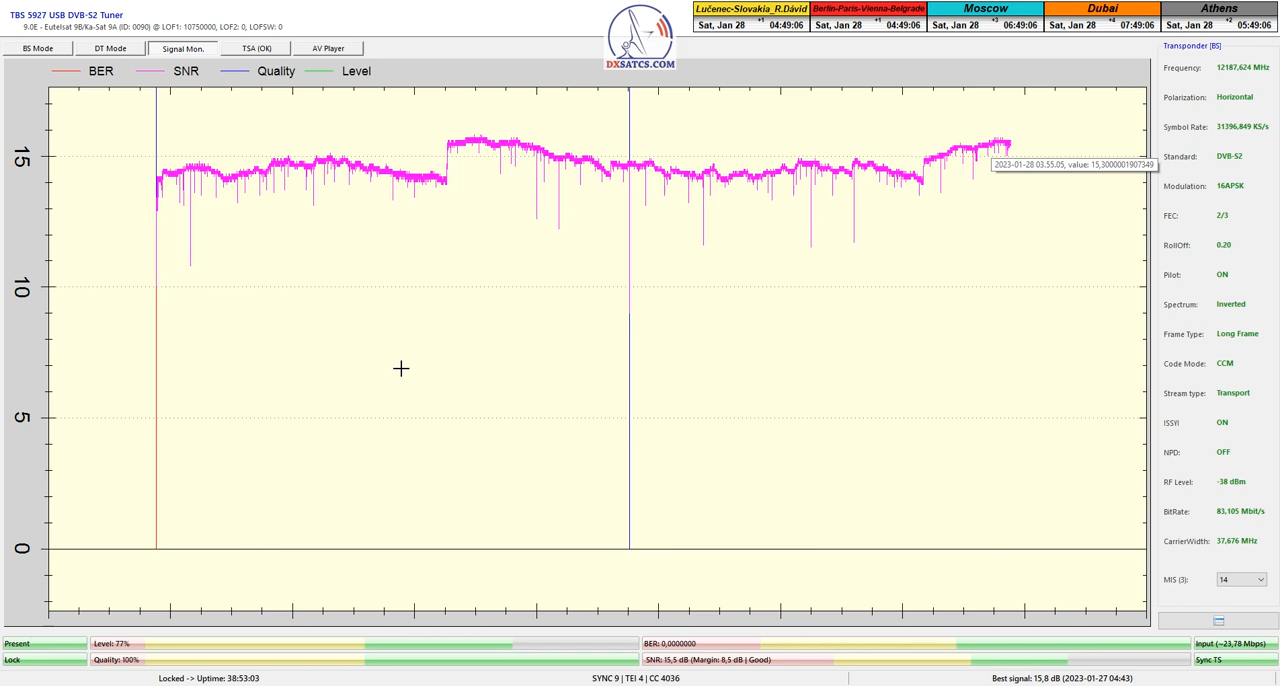 TBS 5927 USB DVB-S2 Tuner
9.0E - Eutelsat 9B/Ka-Sat 9A (ID: 0090) @ LOF1: 10750000, LOF2: 0, LOFSW: 0
DXSATCS.COM
Lučenec-Slovakia_R.Dávid
Sat, Jan 28 +1 04:49:06
Berlin-Paris-Vienna-Belgrade
Sat, Jan 28 +1 04:49:06
Moscow
Sat, Jan 28 +3 06:49:06
Dubai
Sat, Jan 28 +4 07:49:06
Athens
Sat, Jan 28 +2 05:49:06
BS Mode
DT Mode
Signal Mon.
TSA (OK)
AV Player
BER
SNR
Quality
Level
15
10
5
0
2023-01-28 03.55.05, value: 15,3000001907349
Transponder [BS]
Frequency: 12187,624 MHz
Polarization: Horizontal
Symbol Rate: 31396,849 KS/s
Standard: DVB-S2
Modulation: 16APSK
FEC: 2/3
RollOff: 0.20
Pilot: ON
Spectrum: Inverted
Frame Type: Long Frame
Code Mode: CCM
Stream type: Transport
ISSYI ON
NPD: OFF
RF Level: -38 dBm
BitRate: 83,105 Mbit/s
CarrierWidth: 37,676 MHz
MIS (3): 14
Present
Level: 77%
BER: 0,0000000
Input (~23,78 Mbps)
Lock
Quality: 100%
SNR: 15,5 dB (Margin: 8,5 dB | Good)
Sync TS
Locked -> Uptime: 38:53:03
SYNC 9 | TEI 4 | CC 4036
Best signal: 15,8 dB (2023-01-27 04:43)